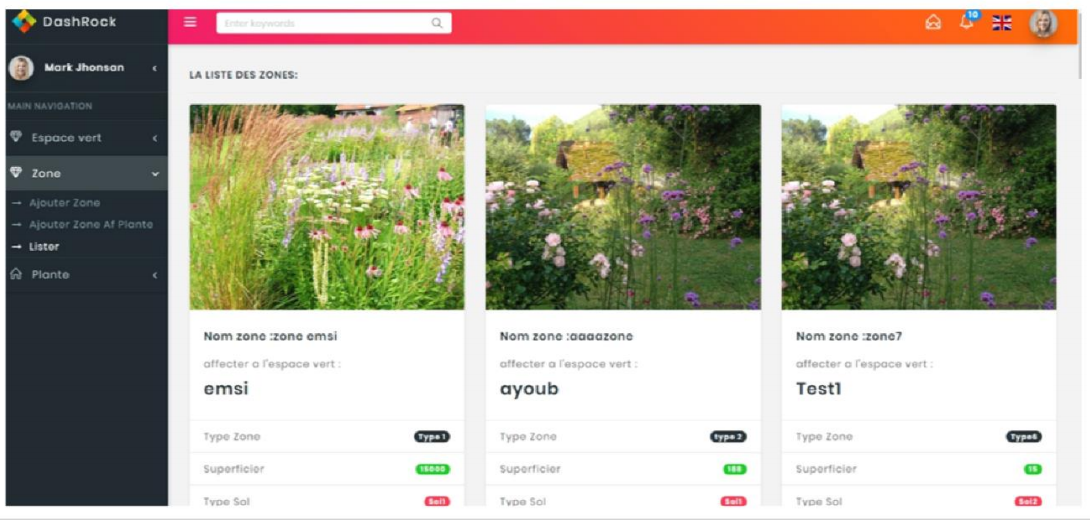 DashRock
Enter keywords
10
Mark Jhonsan
MAIN NAVIGATION
Espace vert
Zone
→ Ajouter Zone
→ Ajouter Zone Af Plante
→ Lister
Plante
LA LISTE DES ZONES:
Nom zone :zone emsi
affecter a l'espace vert :
emsi
Type Zone Type 1
Superficier 15000
Type Sol Sol1
Nom zone :aaaazone
affecter a l'espace vert :
ayoub
Type Zone type 2
Superficier 188
Type Sol Sol1
Nom zone :zone7
affecter a l'espace vert :
Test1
Type Zone Type6
Superficier 15
Type Sol Sol2